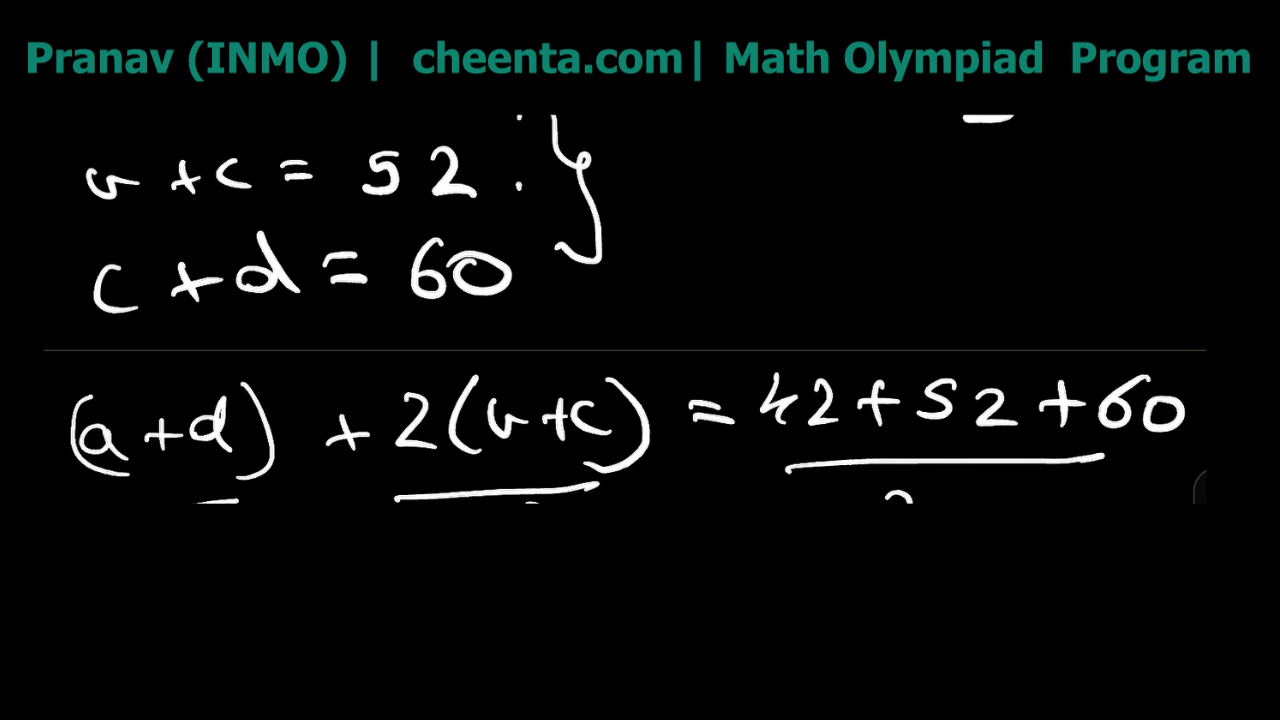 Pranav (INMO) | cheenta.com| Math Olympiad Program
b + c = 52
c + d = 60
(a + d) + 2(b + c) = 42 + 52 + 60